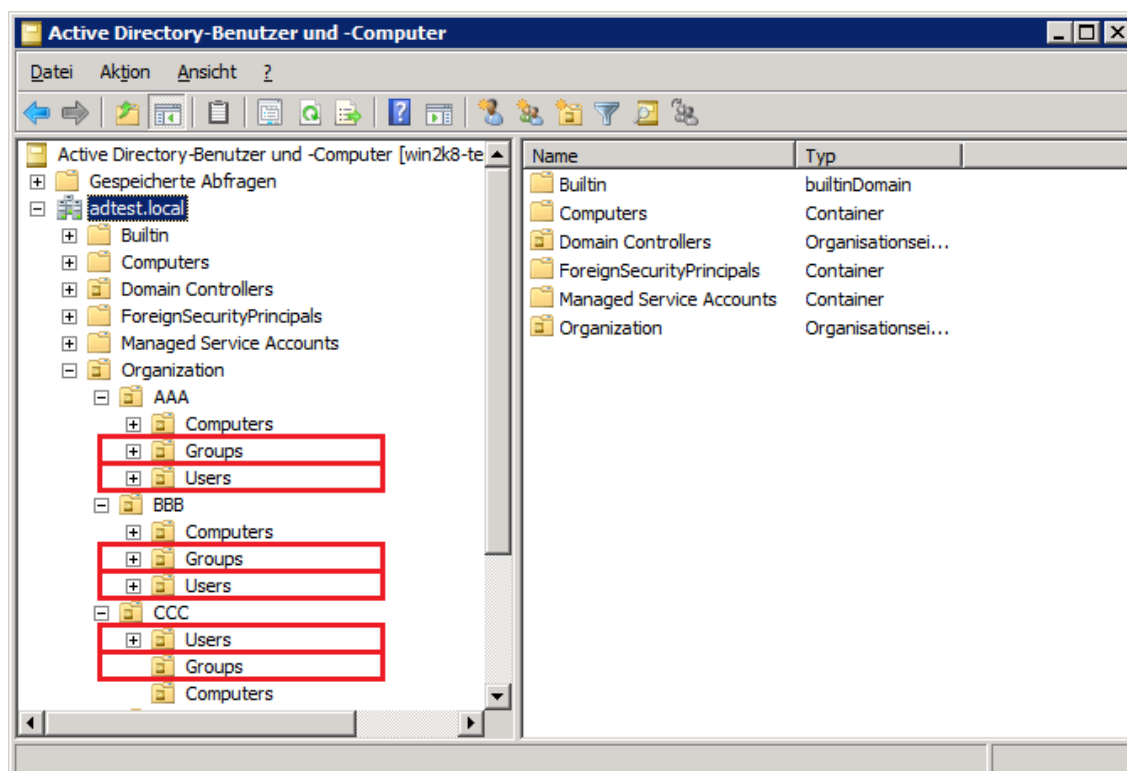 Active Directory-Benutzer und -Computer
Datei Aktion Ansicht ?
Active Directory-Benutzer und -Computer [win2k8-te
Gespeicherte Abfragen
adtest.local
Builtin
Computers
Domain Controllers
ForeignSecurityPrincipals
Managed Service Accounts
Organization
AAA
Computers
Groups
Users
BBB
Computers
Groups
Users
CCC
Users
Groups
Computers
Name Typ
Builtin builtinDomain
Computers Container
Domain Controllers Organisationsei...
ForeignSecurityPrincipals Container
Managed Service Accounts Container
Organization Organisationsei...